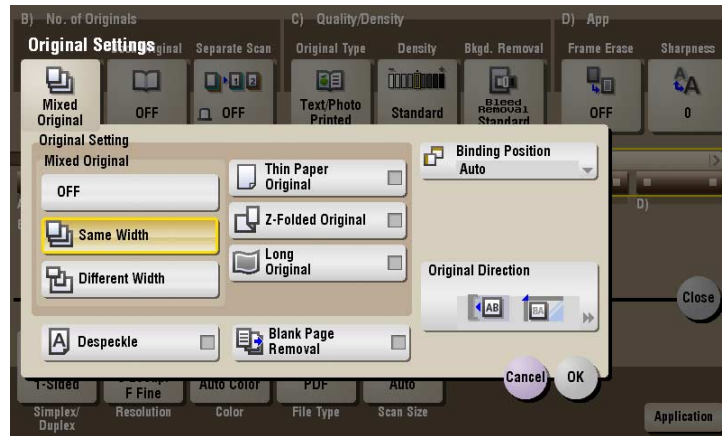 B) No. of Originals
C) Quality/Density
D) App
Original Settings
Separate Scan
Original Type
Density
Bkgd. Removal
Frame Erase
Sharpness
Mixed
Original
OFF
OFF
Text/Photo
Printed
Standard
Bleed
Removal
Standard
OFF
0
Original Setting
Mixed Original
OFF
Same Width
Different Width
Thin Paper
Original
Z-Folded Original
Long
Original
Binding Position
Auto
D)
Original Direction
AB
BA
Close
Despeckle
Blank Page
Removal
Cancel
OK
1-Sided
F Fine
Auto Color
PDF
Auto
Simplex/
Duplex
Resolution
Color
File Type
Scan Size
Application